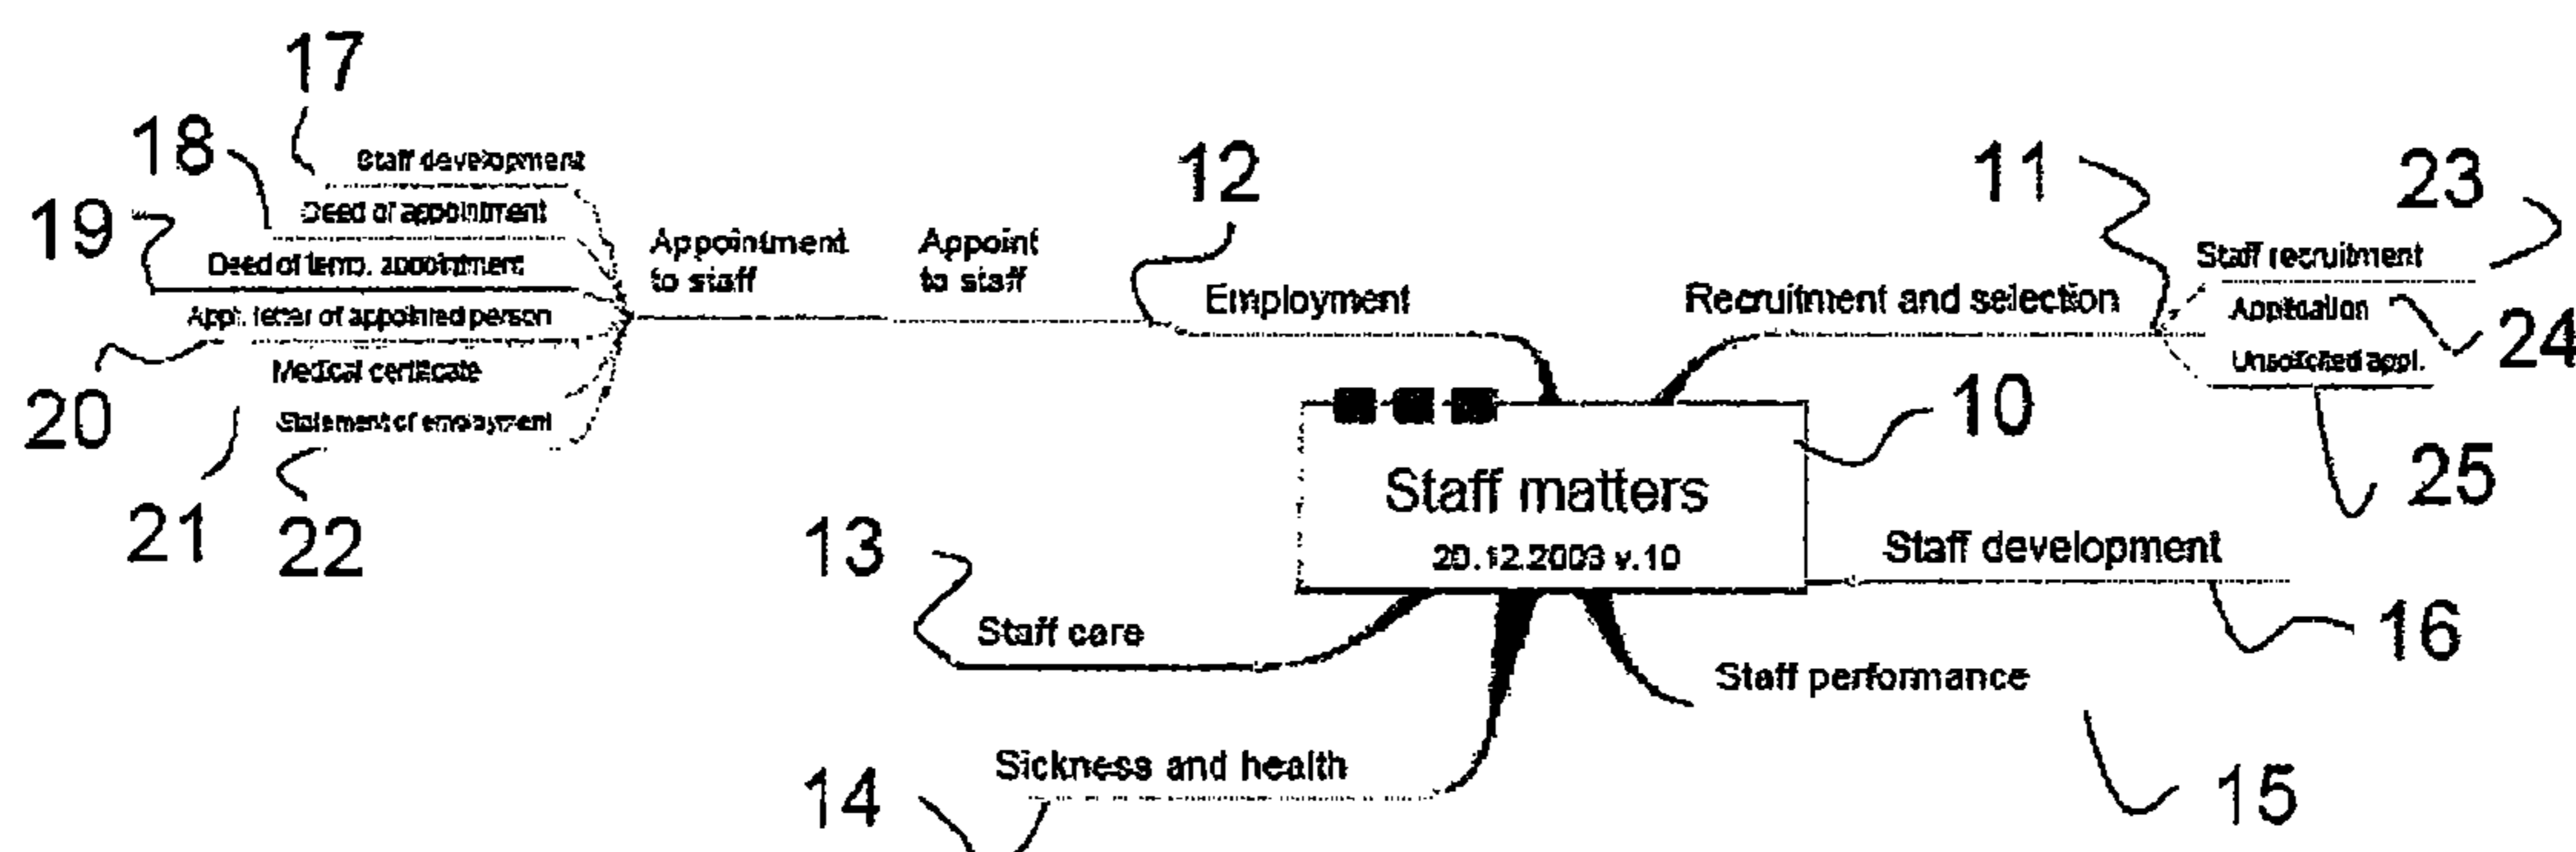 17
Staff development
18
Deed of appointment
19
Deed of temp. appointment
Appl. letter of appointed person
20
Medical certificate
21
Statement of employment
22
Appointment
to staff
Appoint
to staff
12
Employment
11
Recruitment and selection
23
Staff recruitment
Application
24
Unsolicited appl.
25
10
Staff matters
20.12.2003 v.10
Staff development
16
13
Staff care
Staff performance
15
Sickness and health
14